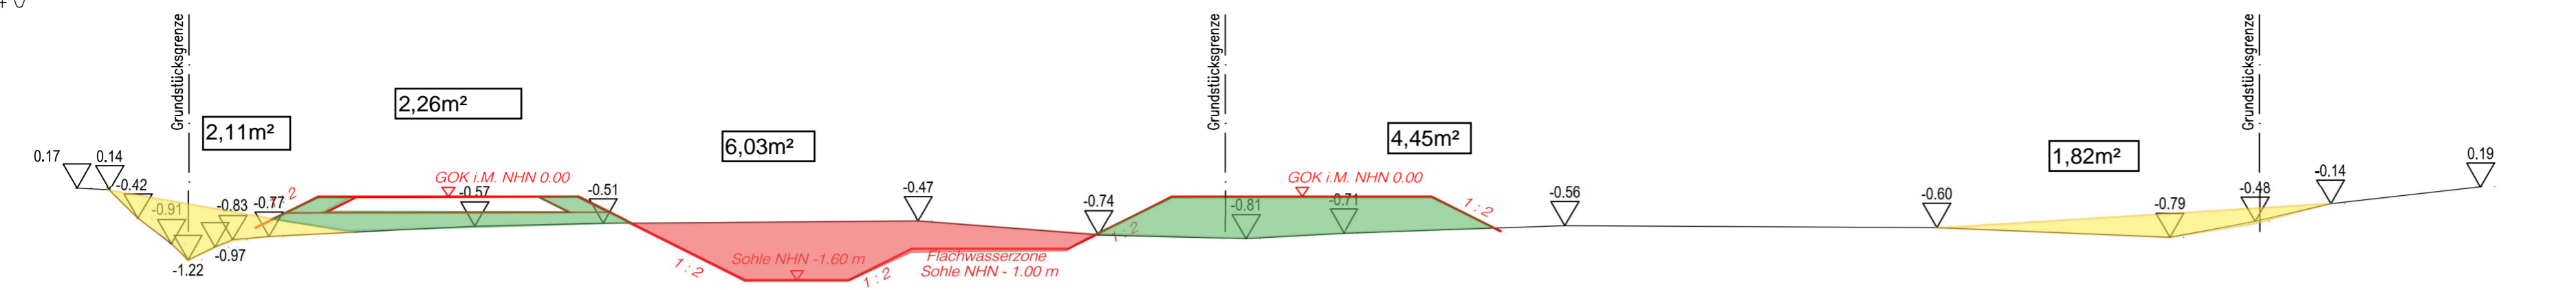 Grundstücksgrenze
Grundstücksgrenze
Grundstücksgrenze
2,26m²
2,11m²
6,03m²
4,45m²
1,82m²
0.17
0.14
-0.42
-0.91
-1.22
-0.97
-0.83
-0.77
1:2
GOK i.M. NHN 0.00
-0.57
-0.51
-0.47
-0.74
1:2
Sohle NHN -1.60 m
1:2
Flachwasserzone
Sohle NHN - 1.00 m
1:2
GOK i.M. NHN 0.00
-0.81
-0.71
1:2
-0.56
-0.60
-0.79
-0.48
-0.14
0.19